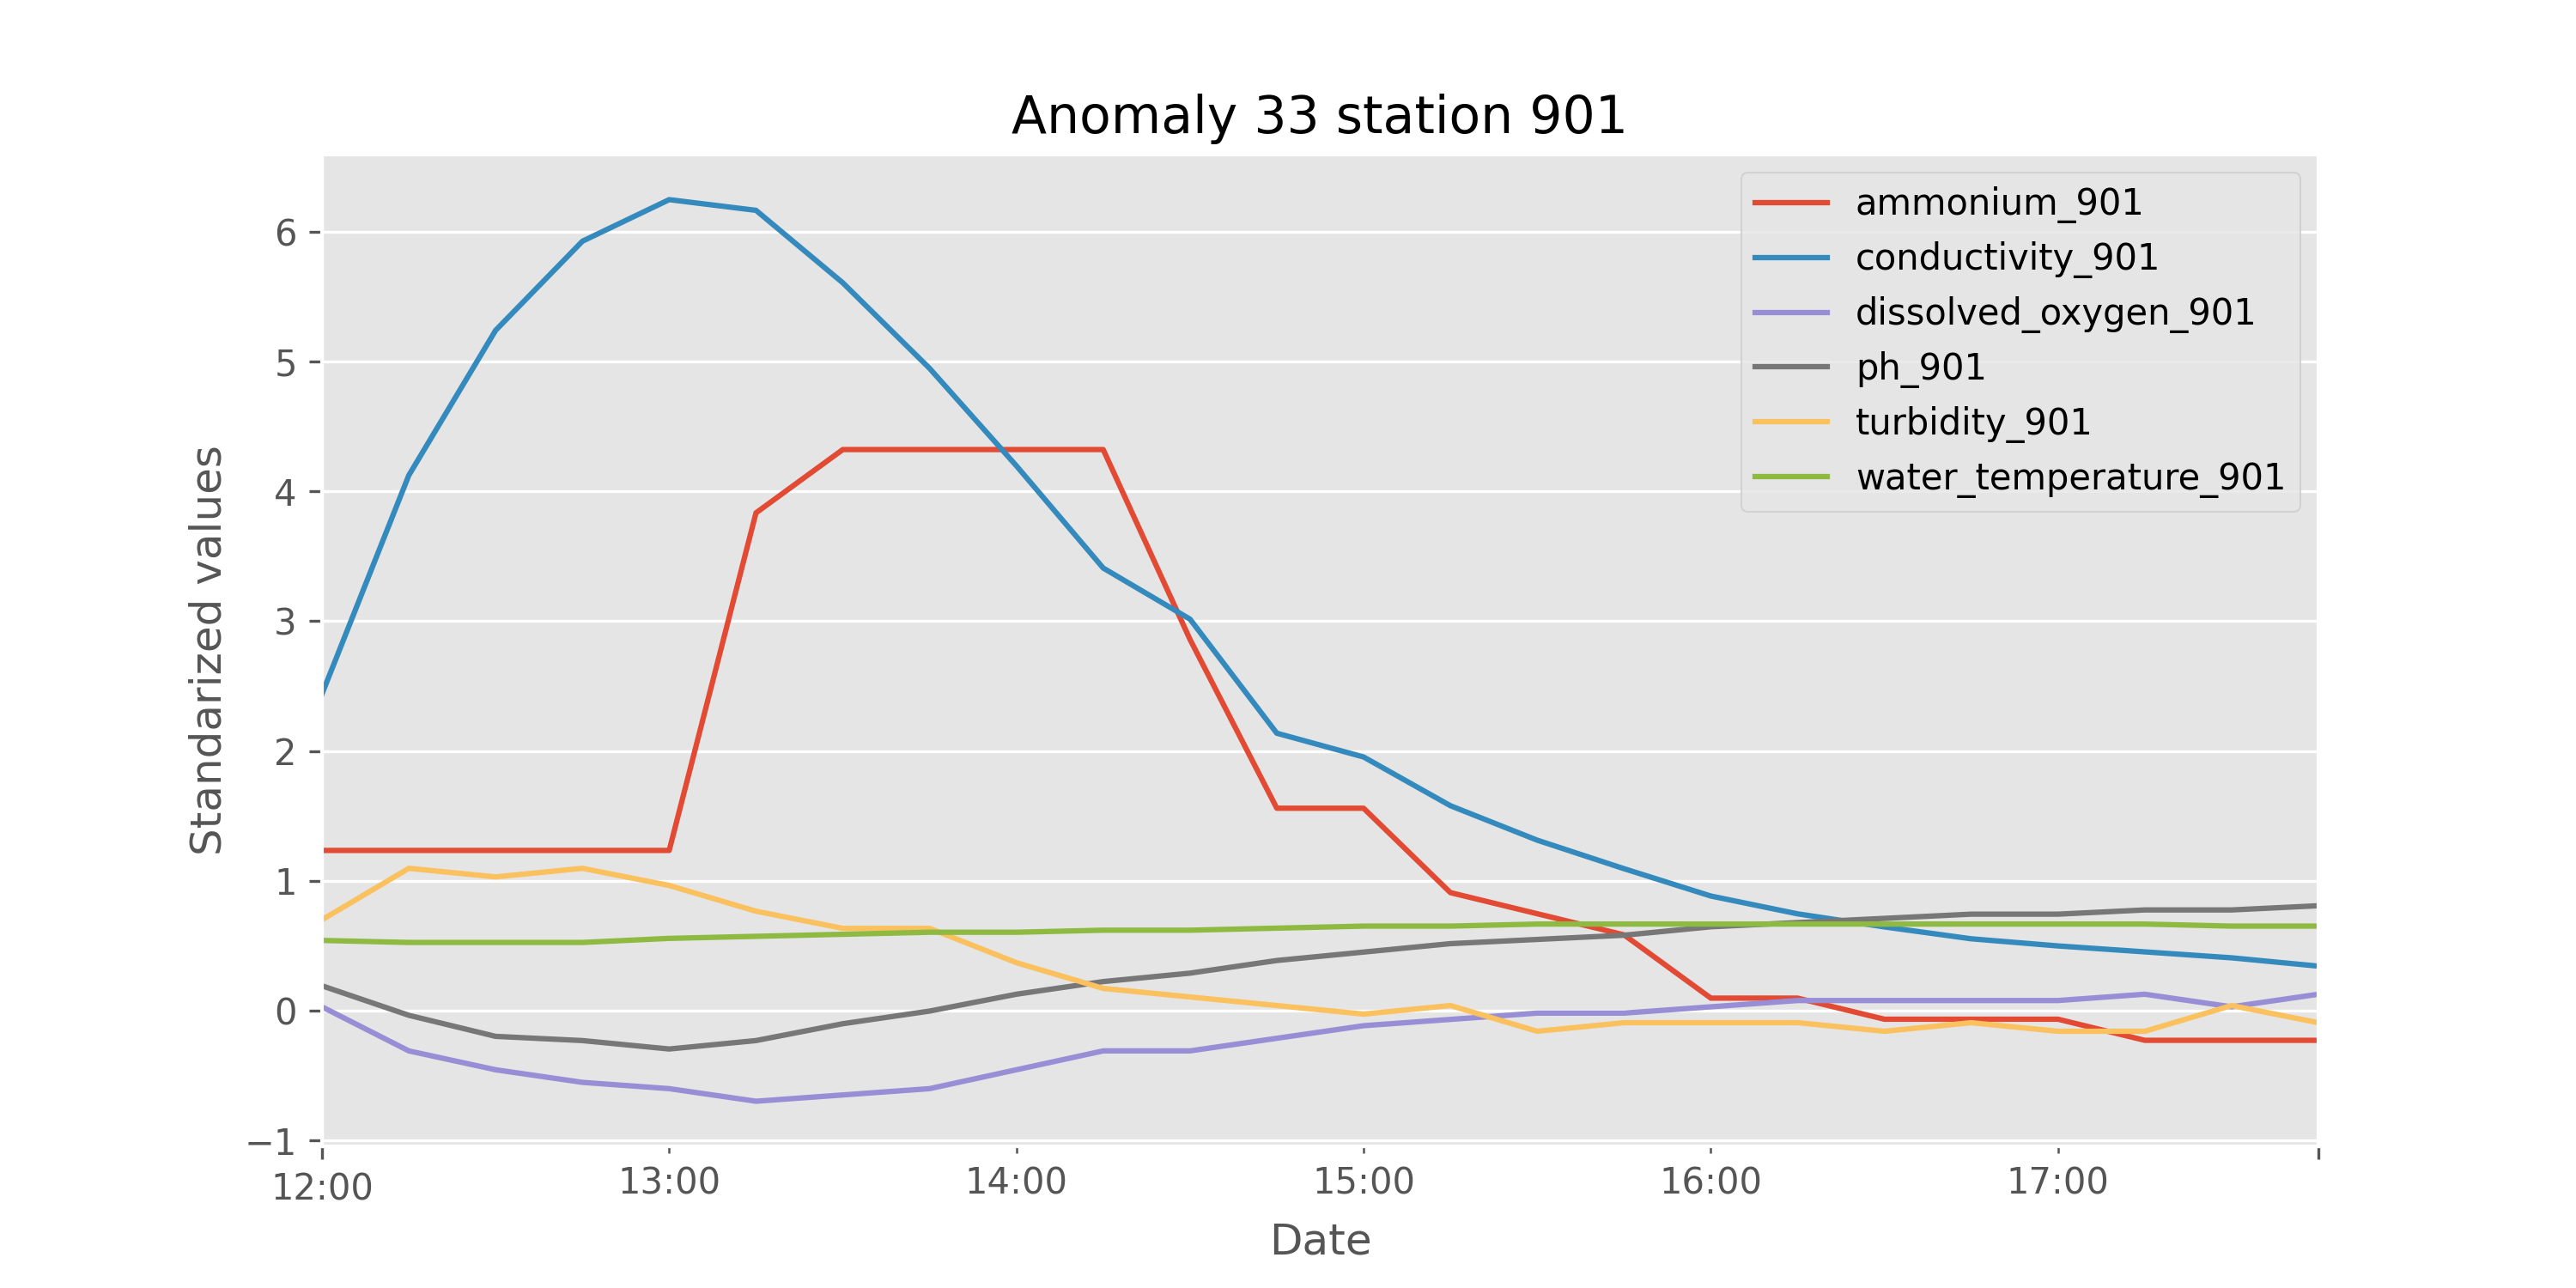 Anomaly 33 station 901
ammonium_901
conductivity_901
dissolved_oxygen_901
ph_901
turbidity_901
water_temperature_901
Standarized values
6
5
4
3
2
1
0
−1
12:00 13:00 14:00 15:00 16:00 17:00
Date